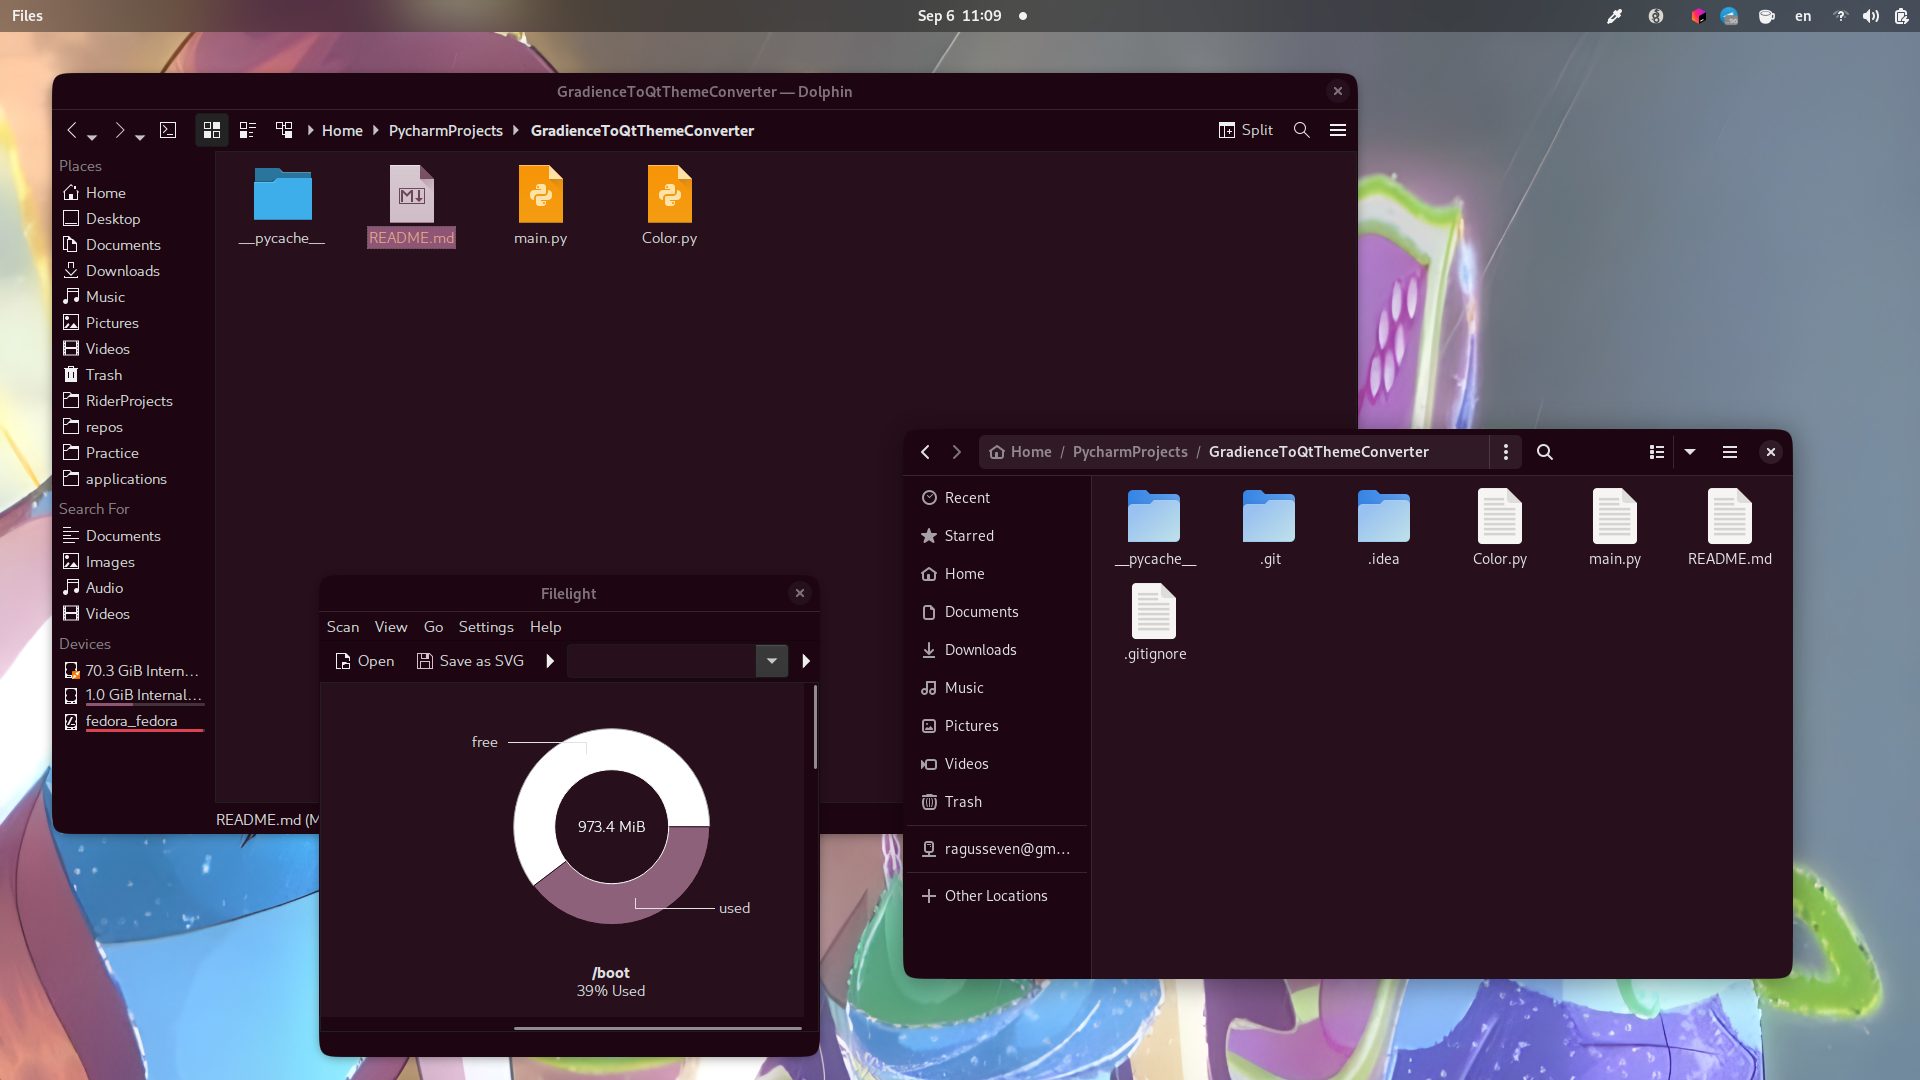 Files
Sep 6 11:09
en
GradienceToQtThemeConverter — Dolphin
Home
PycharmProjects
GradienceToQtThemeConverter
Split
Places
Home
Desktop
Documents
Downloads
Music
Pictures
Videos
Trash
RiderProjects
repos
Practice
applications
Search For
Documents
Images
Audio
Videos
Devices
70.3 GiB Intern...
1.0 GiB Internal...
fedora_fedora
__pycache__
README.md
main.py
Color.py
README.md (M
Filelight
Scan View Go Settings Help
Open
Save as SVG
free
973.4 MiB
used
/boot
39% Used
Home / PycharmProjects / GradienceToQtThemeConverter
Recent
Starred
Home
Documents
Downloads
Music
Pictures
Videos
Trash
ragusseven@gm...
Other Locations
__pycache__
.git
.idea
Color.py
main.py
README.md
.gitignore